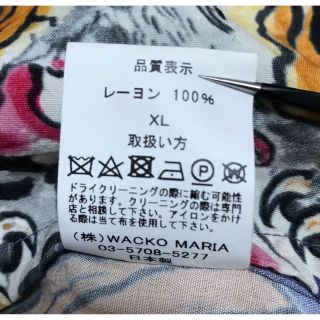 品質表示
レーヨン 100%
XL
取扱い方
ドライクリーニングの際に縮む可能性
があります。クリーニングの際は専門
店と相談して下さい。アイロンをかけ
る際は当て布を使用して下さい。
(株)WACKO MARIA
03-5708-5277
日本製